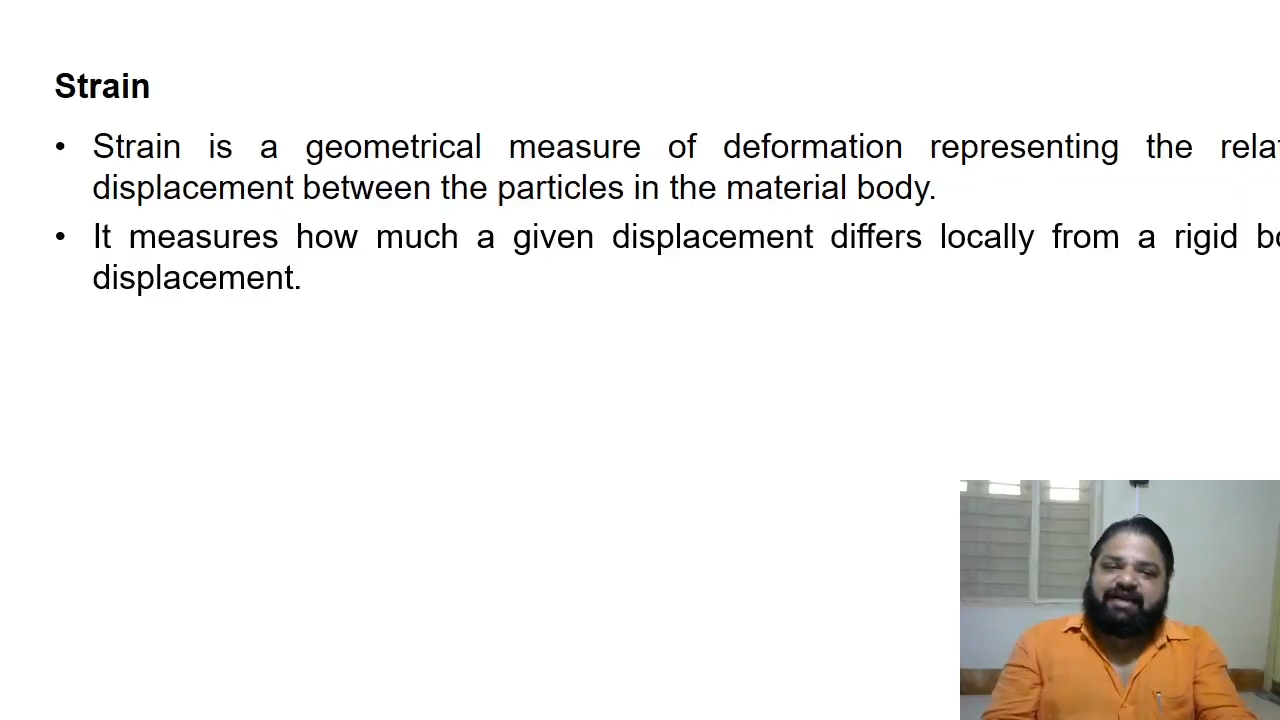 Strain
• Strain is a geometrical measure of deformation representing the
displacement between the particles in the material body.
• It measures how much a given displacement differs locally from a rigid
displacement.